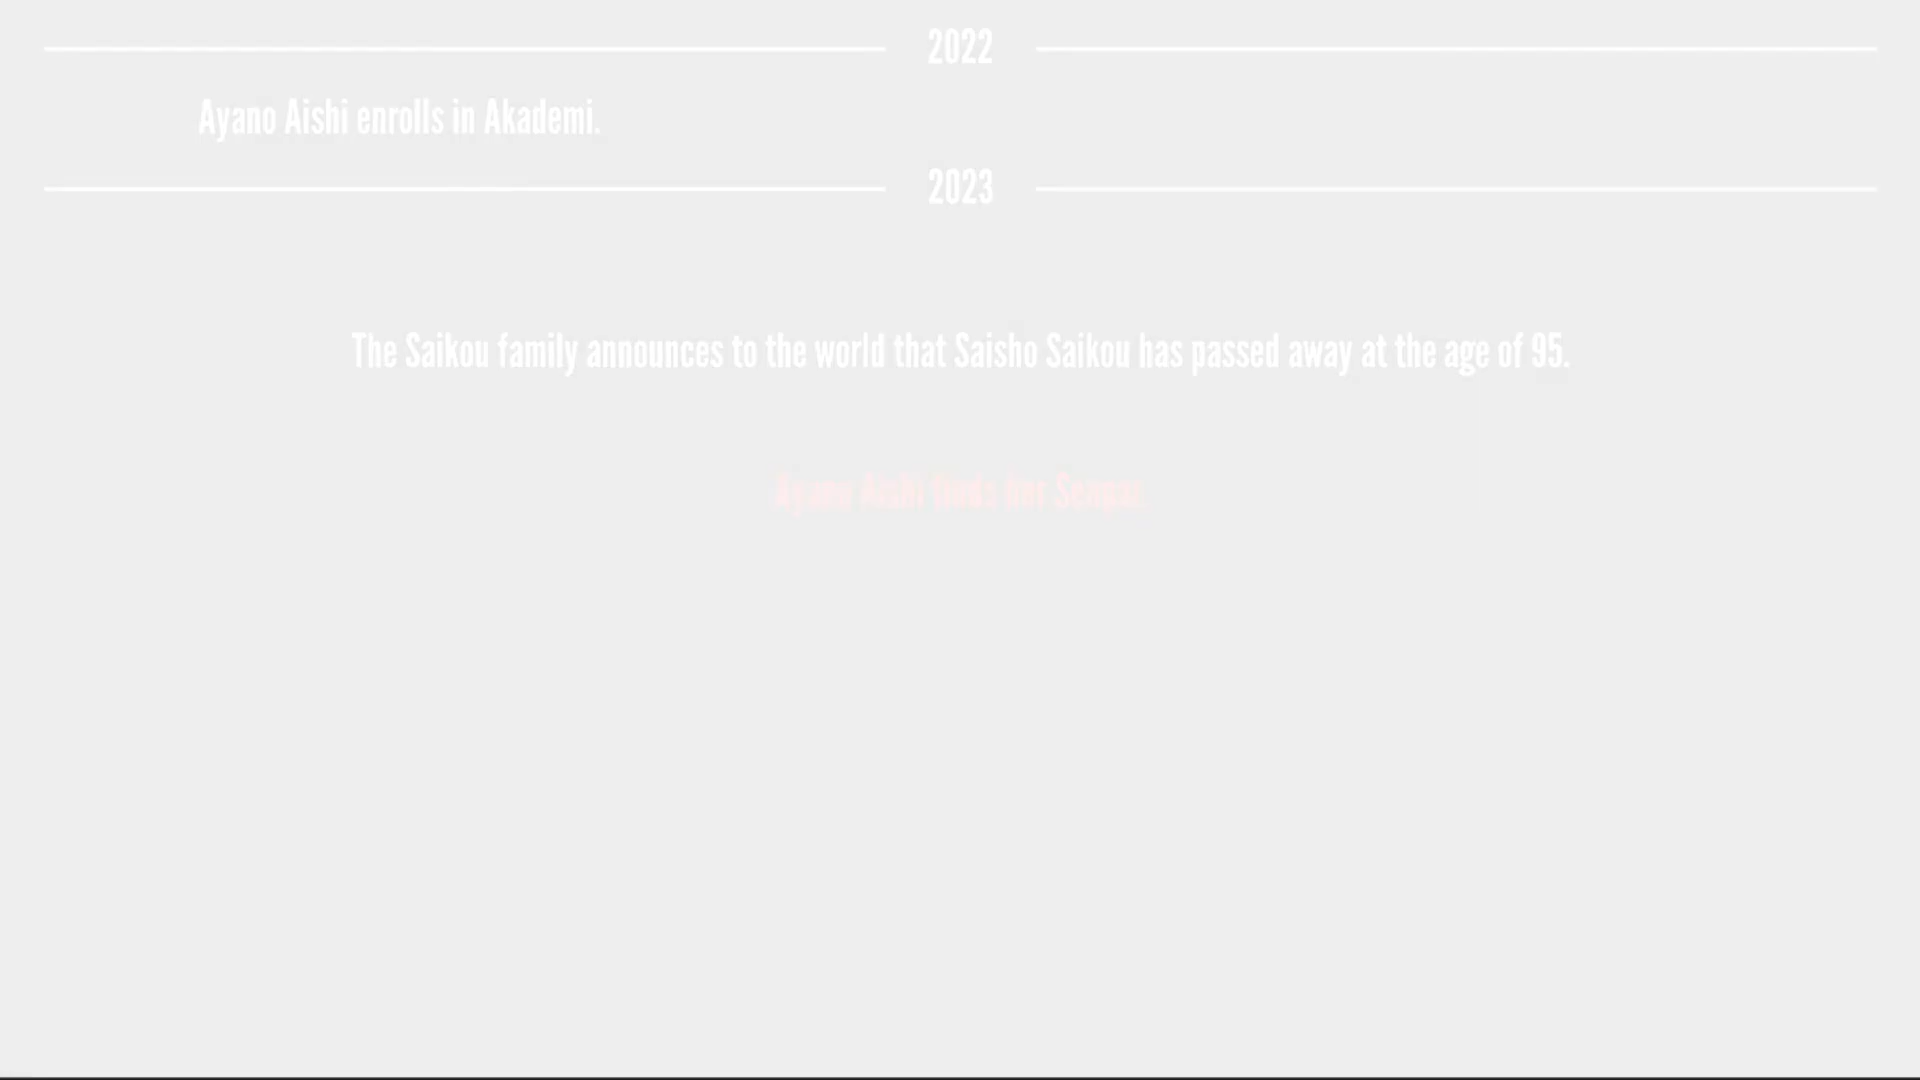 2022
Ayano Aishi enrolls in Akademi.
2023
The Saikou family announces to the world that Saisho Saikou has passed away at the age of 95.
Ayano Aishi finds her Senpai.